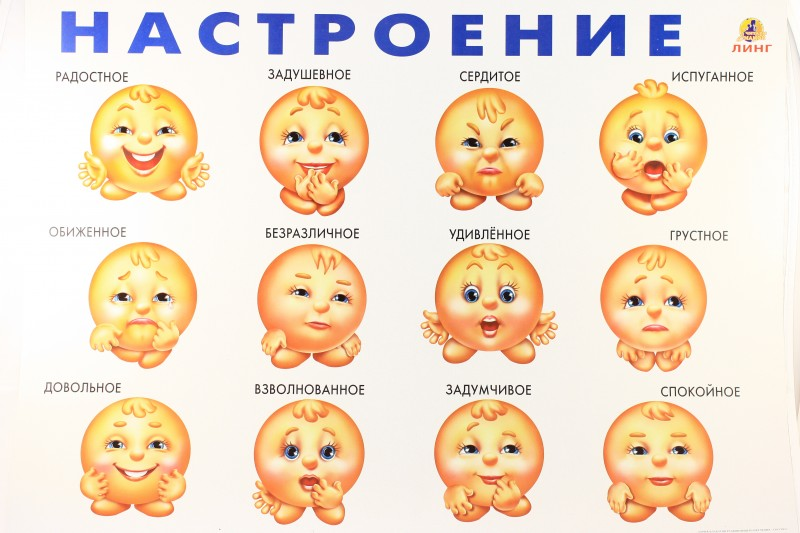 НАСТРОЕНИЕ
ЛИНГ
РАДОСТНОЕ
ЗАДУШЕВНОЕ
СЕРДИТОЕ
ИСПУГАННОЕ
ОБИЖЕННОЕ
БЕЗРАЗЛИЧНОЕ
УДИВЛЁННОЕ
ГРУСТНОЕ
ДОВОЛЬНОЕ
ВЗВОЛНОВАННОЕ
ЗАДУМЧИВОЕ
СПОКОЙНОЕ